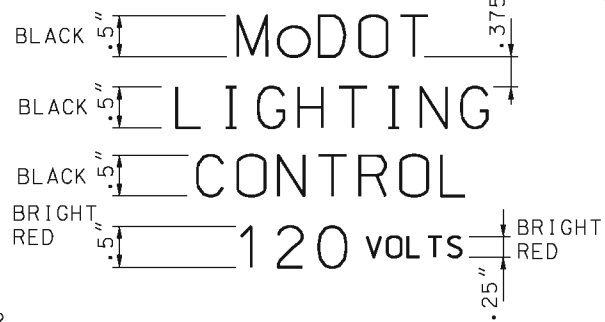 BLACK .5" MoDOT .375
BLACK .5" LIGHTING
BLACK .5" CONTROL
BRIGHT RED .5" 120 VOLTS BRIGHT RED
.25"